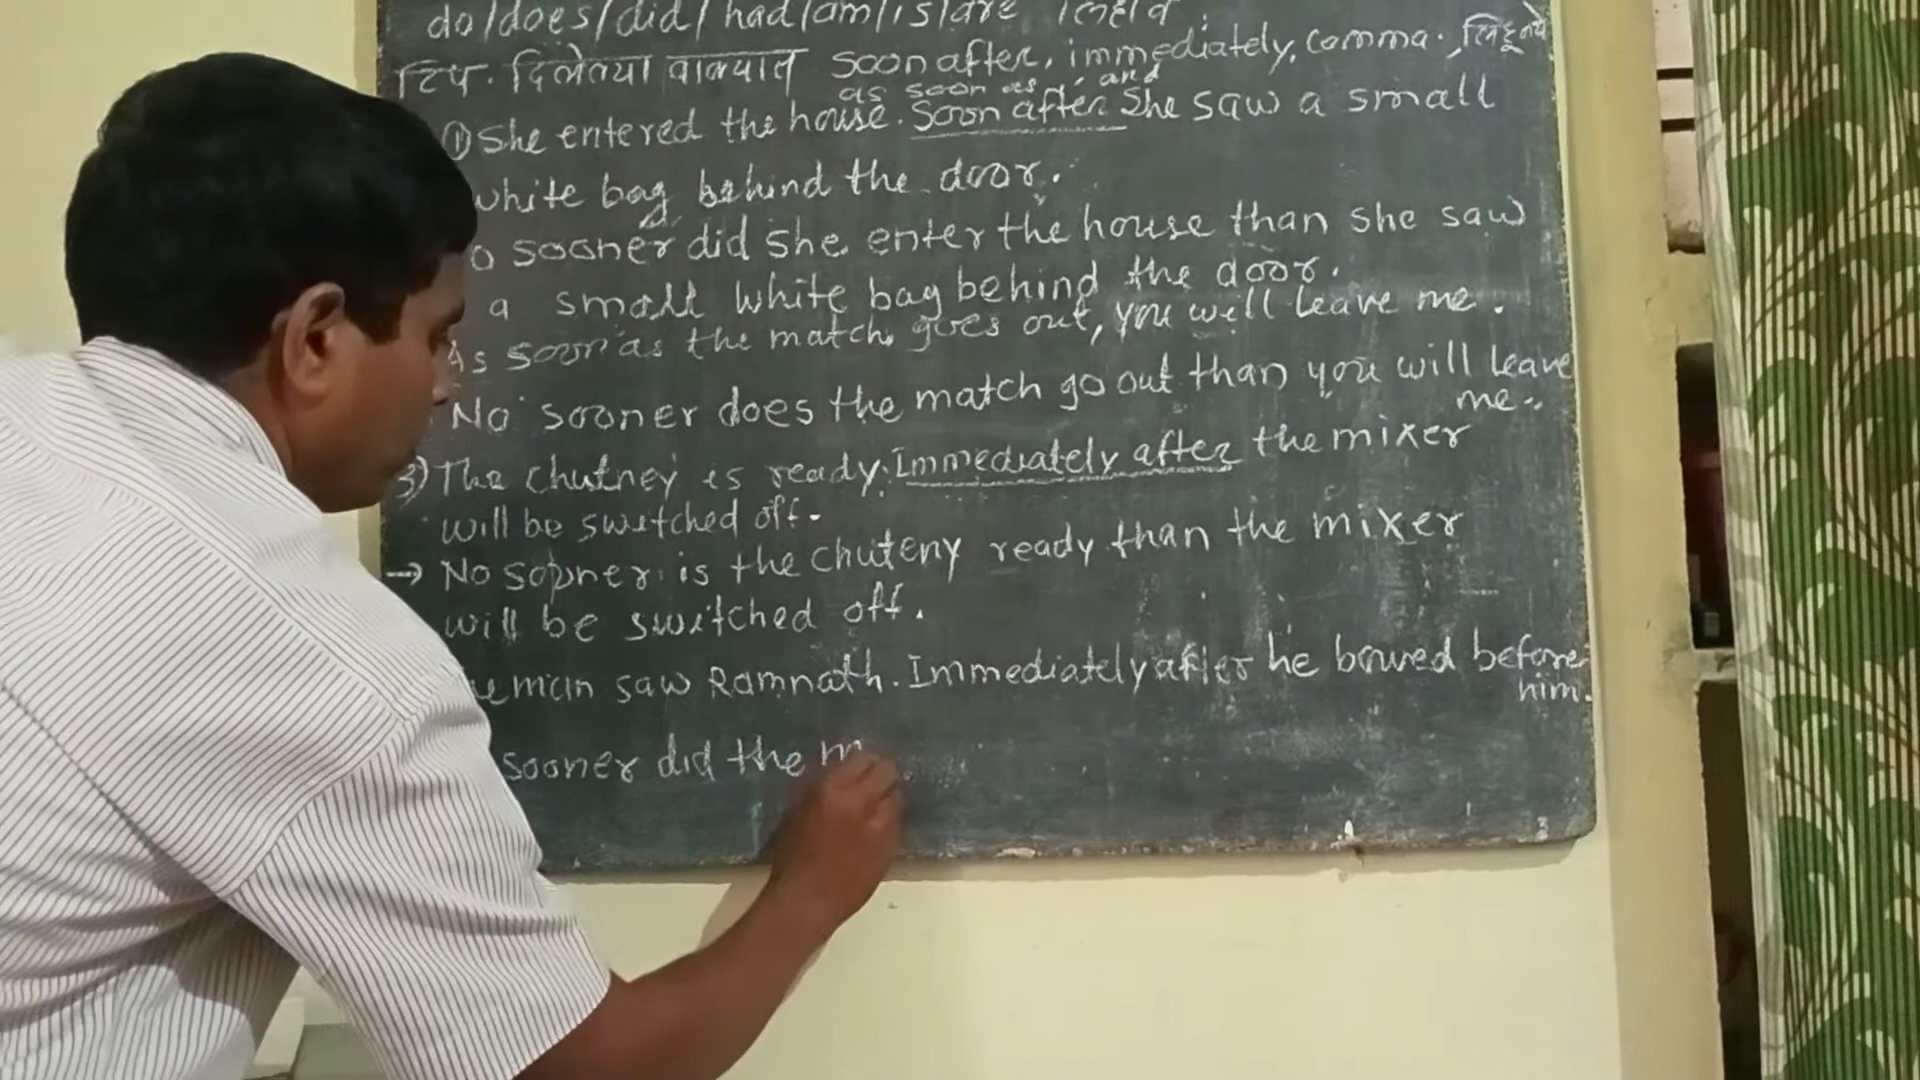 do/does/did/had/am/is/are
टिप. दिलेल्या वाक्यात soon after, immediately, comma.,
as soon as, and
① She entered the house. Soon after she saw a small
white bag behind the door.
sooner did she enter the house than she saw
a small white bag behind the door.
As soon as the match goes out, you will leave me.
No sooner does the match go out than you will leave
me.
3) The chutney is ready. Immediately after the mixer
will be switched off.
→ No sooner is the chuteny ready than the mixer
will be switched off.
man saw Ramnath. Immediately after he bowed before
him.
sooner did the m